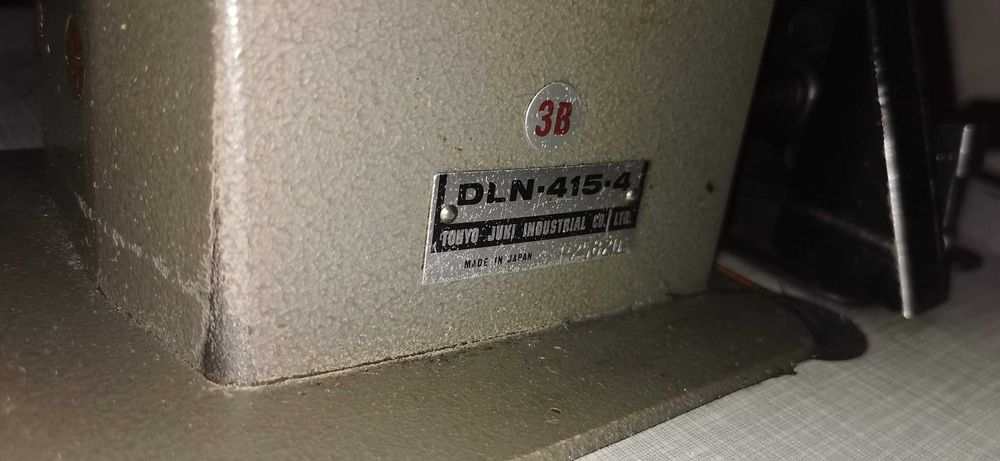 3B
DLN-415-4
TOKYO JUKI INDUSTRIAL CO., LTD.
MADE IN JAPAN